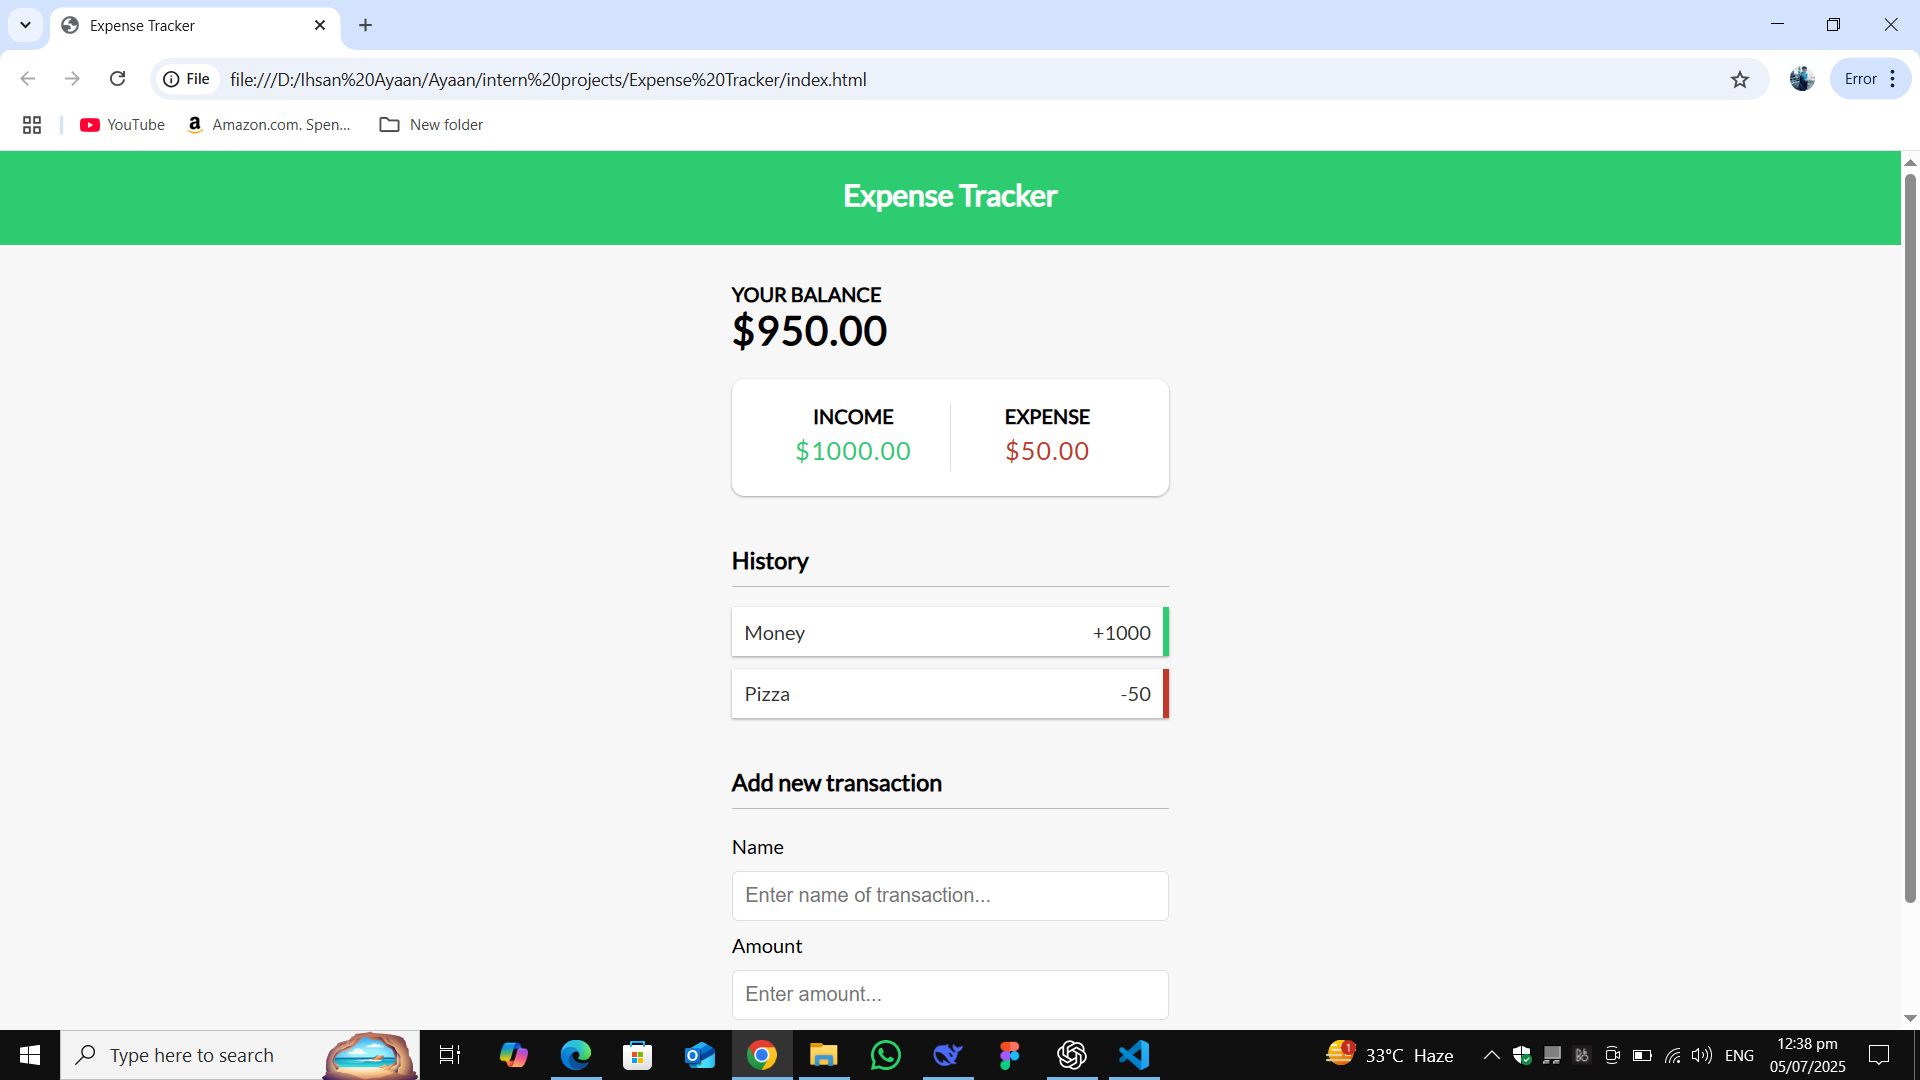 Expense Tracker
File
file:///D:/Ihsan%20Ayaan/Ayaan/intern%20projects/Expense%20Tracker/index.html
Error
YouTube
Amazon.com. Spen...
New folder
Expense Tracker
YOUR BALANCE
$950.00
INCOME
EXPENSE
$1000.00
$50.00
History
Money
+1000
Pizza
-50
Add new transaction
Name
Enter name of transaction...
Amount
Enter amount...
Type here to search
1
33°C Haze
ENG
12:38 pm
05/07/2025